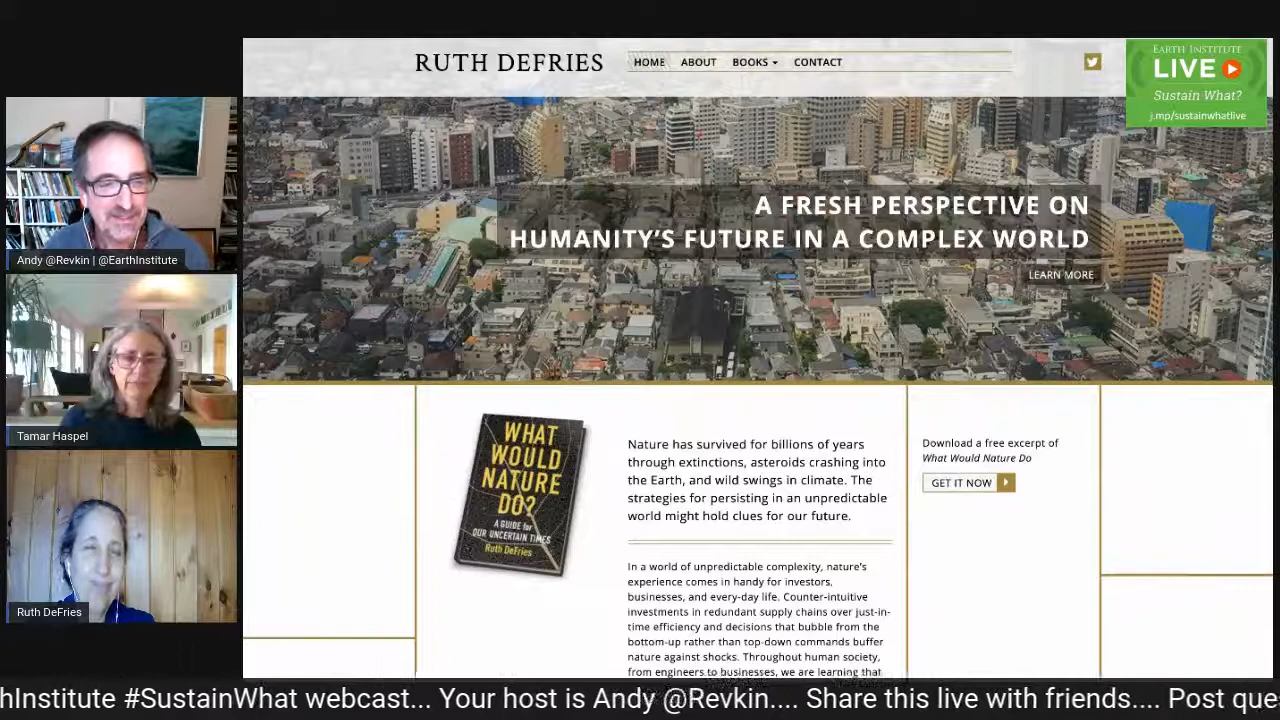 RUTH DEFRIES
HOME ABOUT BOOKS CONTACT
EARTH INSTITUTE
LIVE
Sustain What?
j.mp/sustainwhatlive
A FRESH PERSPECTIVE ON
HUMANITY’S FUTURE IN A COMPLEX WORLD
LEARN MORE
Andy @Revkin | @EarthInstitute
Tamar Haspel
Ruth DeFries
WHAT
WOULD
NATURE
DO?
A GUIDE for
OUR UNCERTAIN TIMES
Ruth DeFries
Nature has survived for billions of years
through extinctions, asteroids crashing into
the Earth, and wild swings in climate. The
strategies for persisting in an unpredictable
world might hold clues for our future.
In a world of unpredictable complexity, nature’s
experience comes in handy for investors.
businesses, and every-day life. Counter-intuitive
investments in redundant supply chains over just-in-
time efficiency and decisions that bubble from the
bottom-up rather than top-down commands buffer
nature against shocks. Throughout human society,
from engineers to businesses, we are learning that
Download a free excerpt of
What Would Nature Do
GET IT NOW
hInstitute #SustainWhat webcast... Your host is Andy @Revkin.... Share this live with friends.... Post que